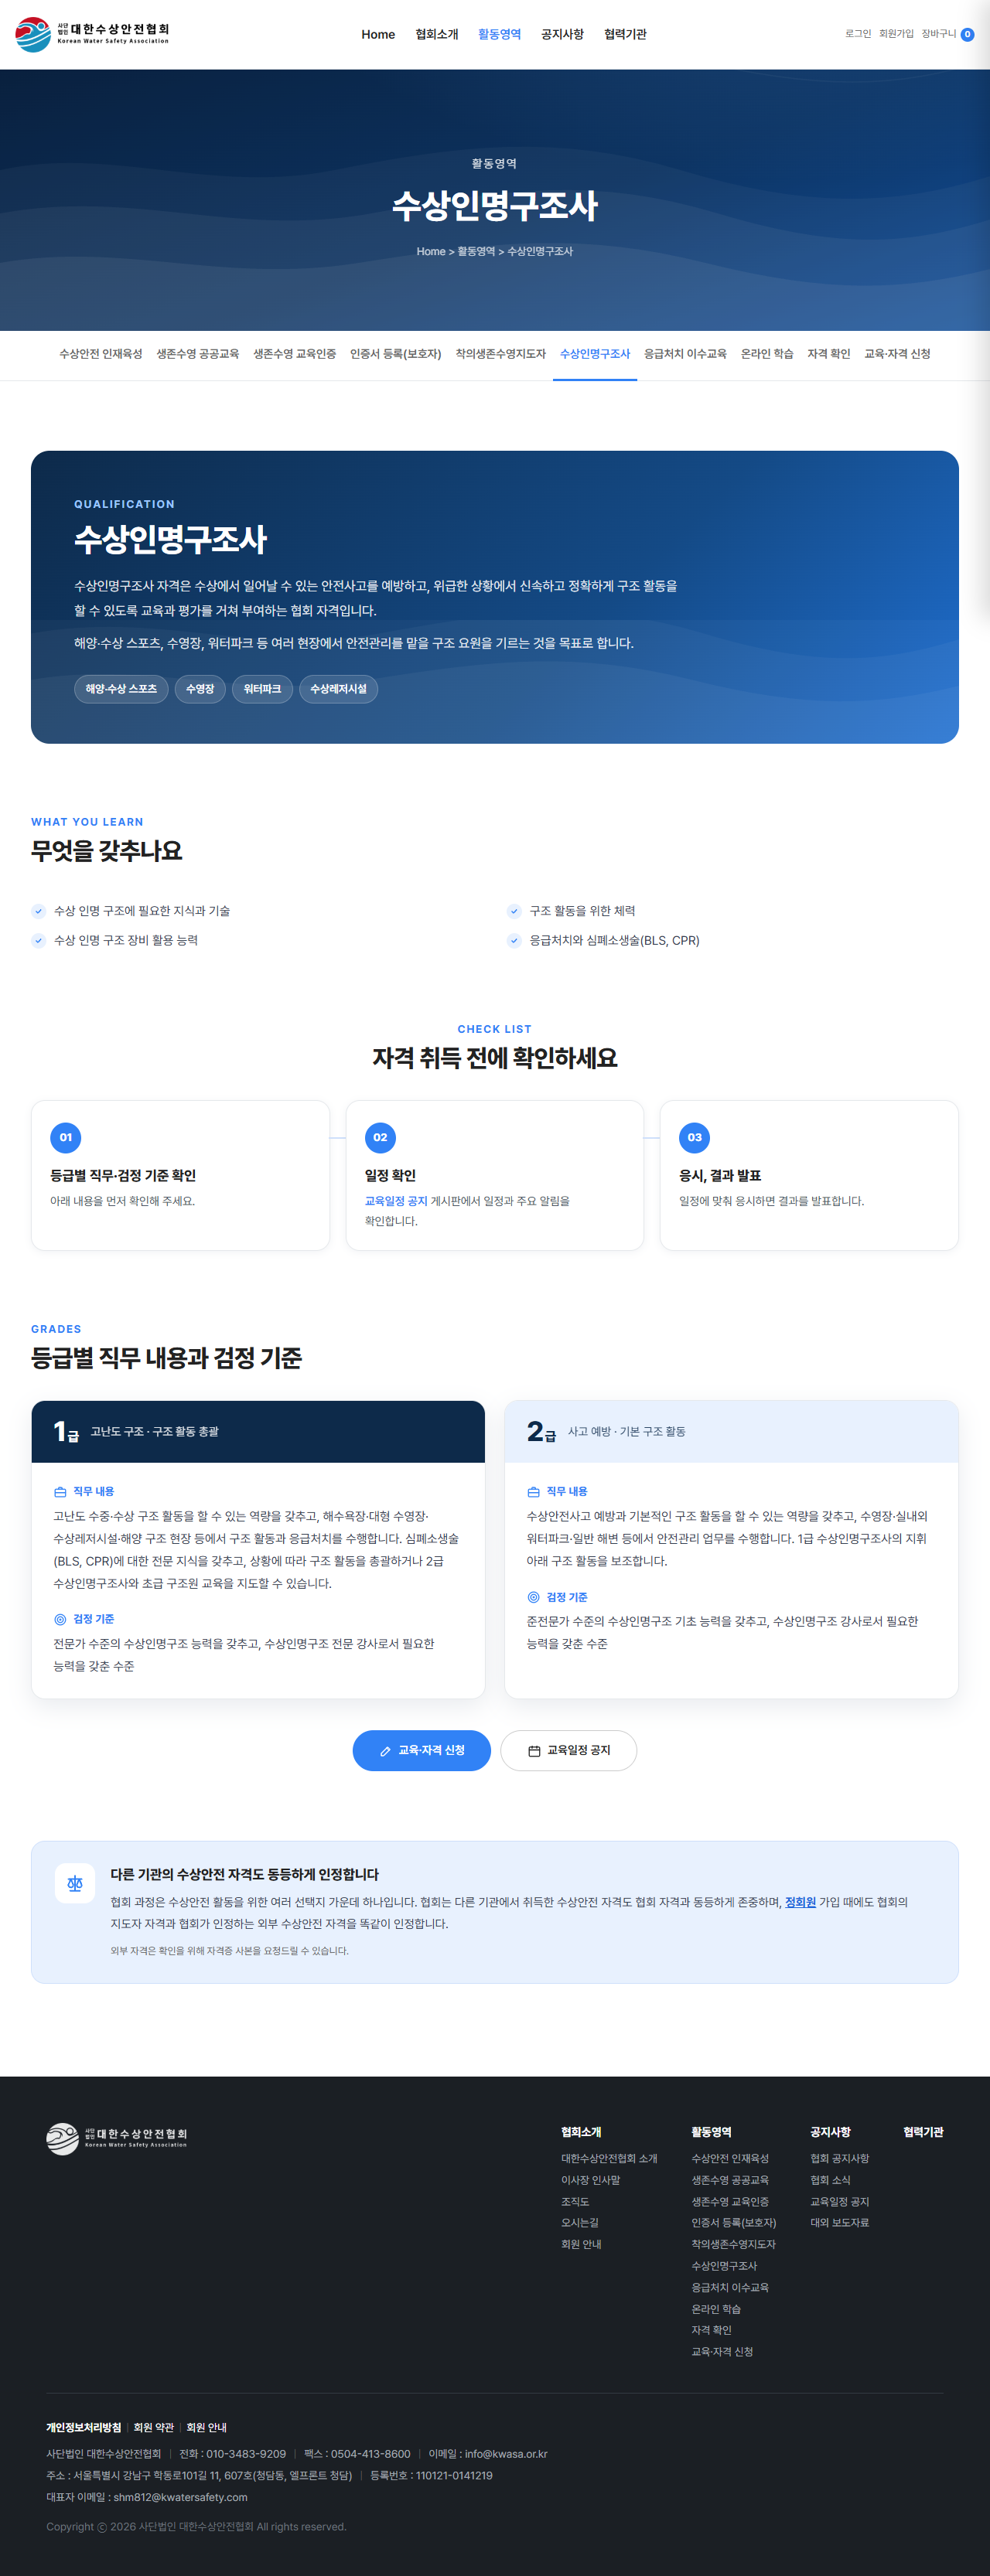 사단법인 대한수상안전협회
Korean Water Safety Association
Home 협회소개 활동영역 공지사항 협력기관
로그인 회원가입 장바구니 0
활동영역
수상인명구조사
Home > 활동영역 > 수상인명구조사
수상안전 인재육성 생존수영 공공교육 생존수영 교육인증 인증서 등록(보호자) 착의생존수영지도자 수상인명구조사 응급처치 이수교육 온라인 학습 자격 확인 교육·자격 신청
QUALIFICATION
수상인명구조사
수상인명구조사 자격은 수상에서 일어날 수 있는 안전사고를 예방하고, 위급한 상황에서 신속하고 정확하게 구조 활동을
할 수 있도록 교육과 평가를 거쳐 부여하는 협회 자격입니다.
해양·수상 스포츠, 수영장, 워터파크 등 여러 현장에서 안전관리를 맡을 구조 요원을 기르는 것을 목표로 합니다.
해양·수상 스포츠 수영장 워터파크 수상레저시설
WHAT YOU LEARN
무엇을 갖추나요
수상 인명 구조에 필요한 지식과 기술
구조 활동을 위한 체력
수상 인명 구조 장비 활용 능력
응급처치와 심폐소생술(BLS, CPR)
CHECK LIST
자격 취득 전에 확인하세요
01
등급별 직무·검정 기준 확인
아래 내용을 먼저 확인해 주세요.
02
일정 확인
교육일정 공지 게시판에서 일정과 주요 알림을
확인합니다.
03
응시, 결과 발표
일정에 맞춰 응시하면 결과를 발표합니다.
GRADES
등급별 직무 내용과 검정 기준
1급 고난도 구조 · 구조 활동 총괄
직무 내용
고난도 수중·수상 구조 활동을 할 수 있는 역량을 갖추고, 해수욕장·대형 수영장·
수상레저시설·해양 구조 현장 등에서 구조 활동과 응급처치를 수행합니다. 심폐소생술
(BLS, CPR)에 대한 전문 지식을 갖추고, 상황에 따라 구조 활동을 총괄하거나 2급
수상인명구조사와 초급 구조원 교육을 지도할 수 있습니다.
검정 기준
전문가 수준의 수상인명구조 능력을 갖추고, 수상인명구조 전문 강사로서 필요한
능력을 갖춘 수준
2급 사고 예방 · 기본 구조 활동
직무 내용
수상안전사고 예방과 기본적인 구조 활동을 할 수 있는 역량을 갖추고, 수영장·실내외
워터파크·일반 해변 등에서 안전관리 업무를 수행합니다. 1급 수상인명구조사의 지휘
아래 구조 활동을 보조합니다.
검정 기준
준전문가 수준의 수상인명구조 기초 능력을 갖추고, 수상인명구조 강사로서 필요한
능력을 갖춘 수준
교육·자격 신청 교육일정 공지
다른 기관의 수상안전 자격도 동등하게 인정합니다
협회 과정은 수상안전 활동을 위한 여러 선택지 가운데 하나입니다. 협회는 다른 기관에서 취득한 수상안전 자격도 협회 자격과 동등하게 존중하며, 정회원 가입 때에도 협회의
지도자 자격과 협회가 인정하는 외부 수상안전 자격을 똑같이 인정합니다.
외부 자격은 확인을 위해 자격증 사본을 요청드릴 수 있습니다.
사단법인 대한수상안전협회
Korean Water Safety Association
협회소개
대한수상안전협회 소개
이사장 인사말
조직도
오시는길
회원 안내
활동영역
수상안전 인재육성
생존수영 공공교육
생존수영 교육인증
인증서 등록(보호자)
착의생존수영지도자
수상인명구조사
응급처치 이수교육
온라인 학습
자격 확인
교육·자격 신청
공지사항
협회 공지사항
협회 소식
교육일정 공지
대외 보도자료
협력기관
개인정보처리방침 | 회원 약관 | 회원 안내
사단법인 대한수상안전협회 | 전화 : 010-3483-9209 | 팩스 : 0504-413-8600 | 이메일 : info@kwasa.or.kr
주소 : 서울특별시 강남구 학동로101길 11, 607호(청담동, 엘프론트 청담) | 등록번호 : 110121-0141219
대표자 이메일 : shm812@kwatersafety.com
Copyright ⓒ 2026 사단법인 대한수상안전협회 All rights reserved.